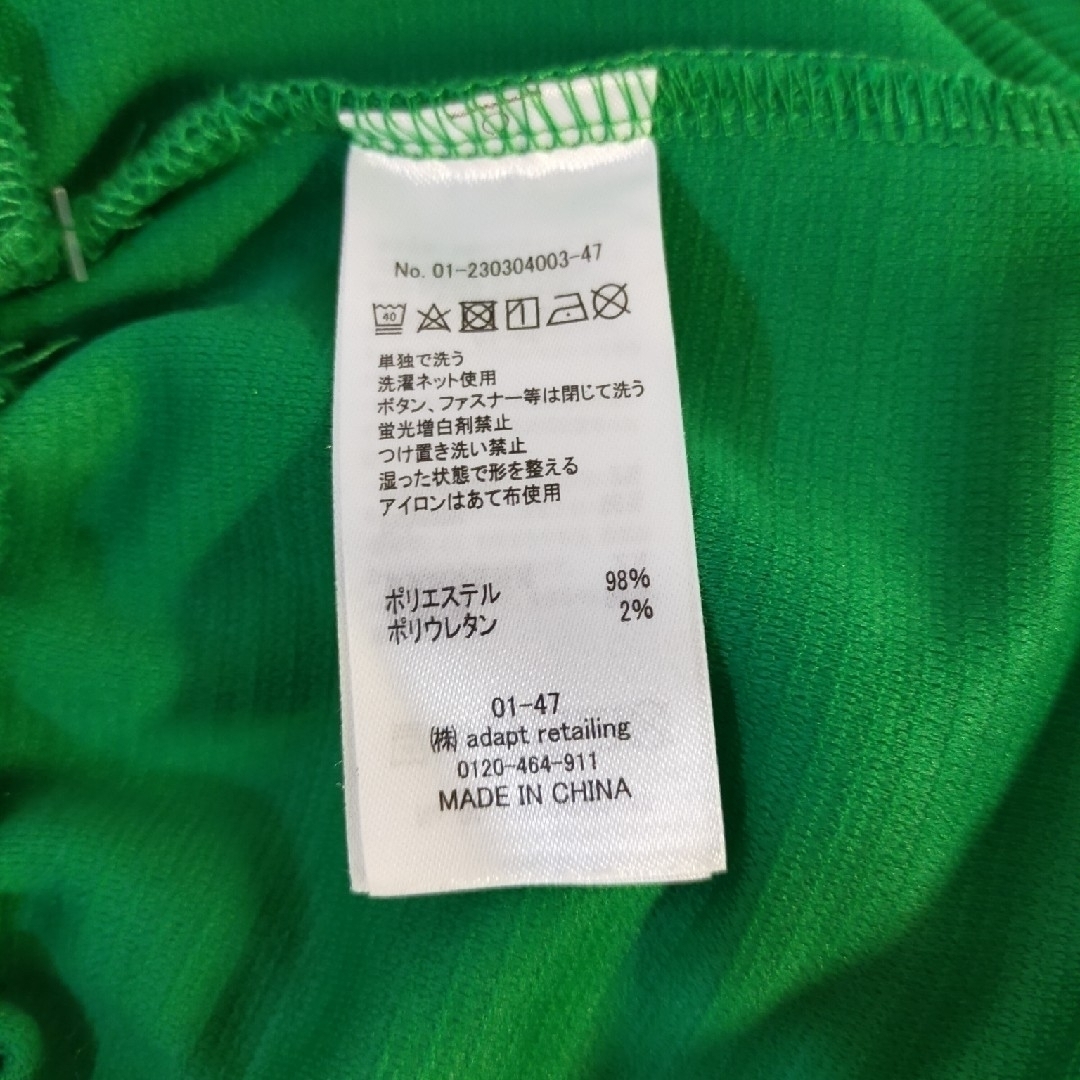 No. 01-230304003-47
40
単独で洗う
洗濯ネット使用
ボタン、ファスナー等は閉じて洗う
蛍光増白剤禁止
つけ置き洗い禁止
湿った状態で形を整える
アイロンはあて布使用
ポリエステル 98%
ポリウレタン 2%
01-47
㈱ adapt retailing
0120-464-911
MADE IN CHINA